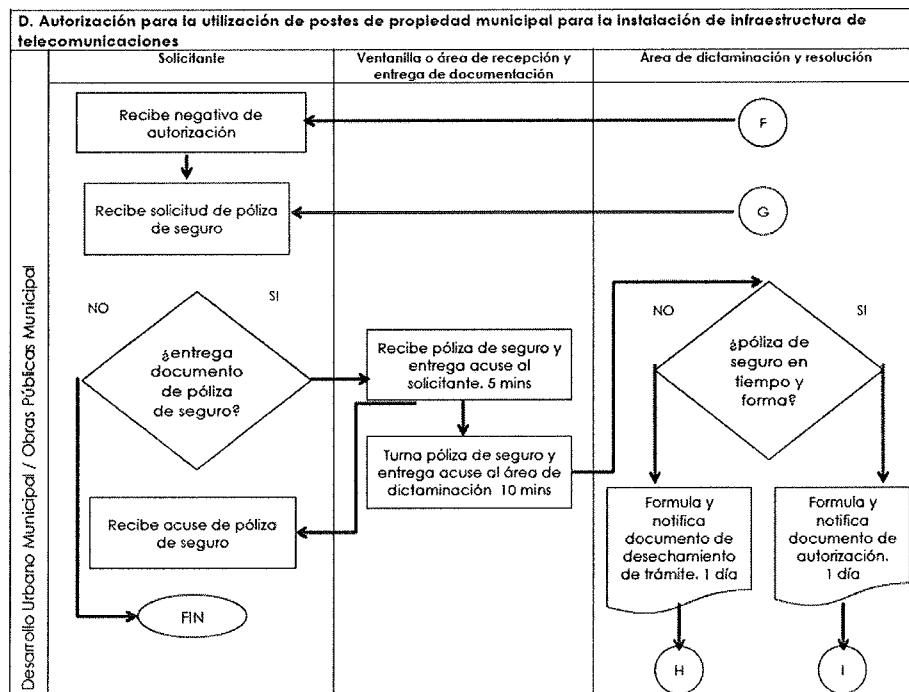 D. Autorización para la utilización de postes de propiedad municipal para la instalación de infraestructura de
telecomunicaciones
Solicitante
Ventanilla o área de recepción y
entrega de documentación
Área de dictaminación y resolución
Desarrollo Urbano Municipal / Obras Públicas Municipal
Recibe negativa de
autorización
F
Recibe solicitud de póliza
de seguro
G
NO
SI
¿entrega
documento
de póliza
de seguro?
Recibe póliza de seguro y
entrega acuse al
solicitante. 5 mins
NO
SI
¿póliza de
seguro en
tiempo y
forma?
Turna póliza de seguro y
entrega acuse al área de
dictaminación 10 mins
Recibe acuse de póliza
de seguro
Formula y
notifica
documento de
desechamiento
de trámite. 1 día
Formula y
notifica
documento de
autorización.
1 día
FIN
H
I